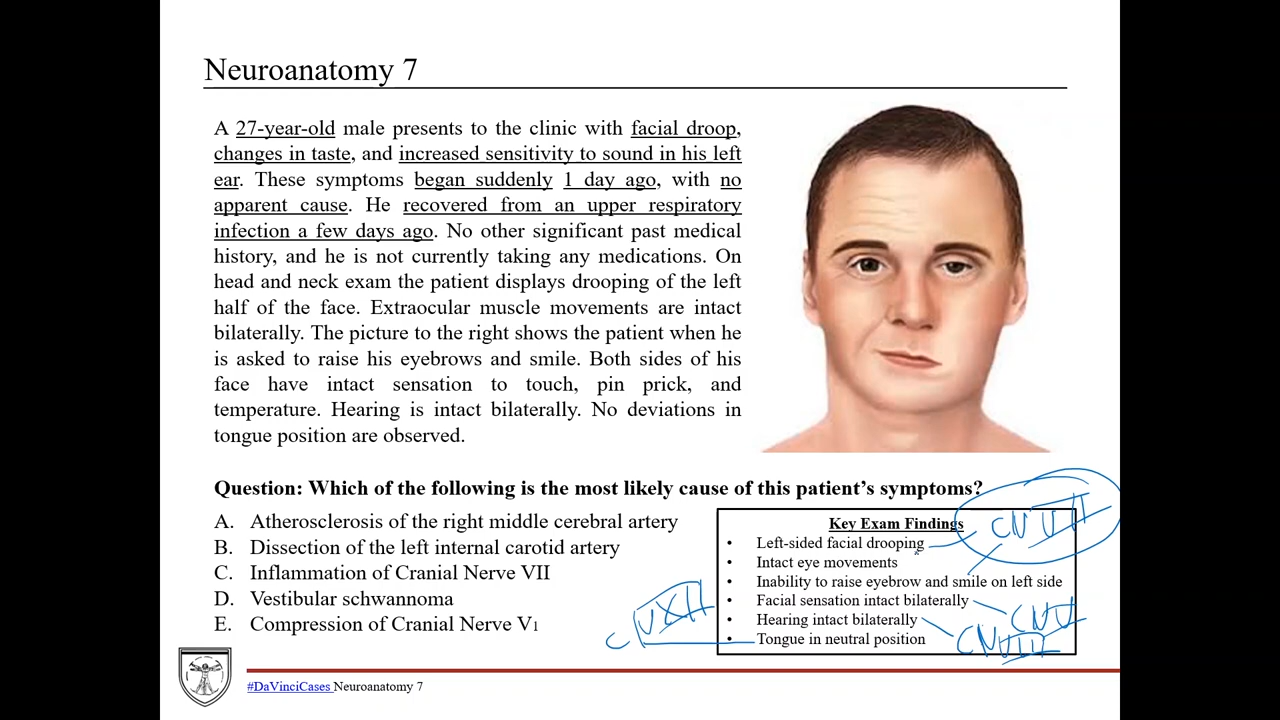 Neuroanatomy 7
A 27-year-old male presents to the clinic with facial droop,
changes in taste, and increased sensitivity to sound in his left
ear. These symptoms began suddenly 1 day ago, with no
apparent cause. He recovered from an upper respiratory
infection a few days ago. No other significant past medical
history, and he is not currently taking any medications. On
head and neck exam the patient displays drooping of the left
half of the face. Extraocular muscle movements are intact
bilaterally. The picture to the right shows the patient when he
is asked to raise his eyebrows and smile. Both sides of his
face have intact sensation to touch, pin prick, and
temperature. Hearing is intact bilaterally. No deviations in
tongue position are observed.
Question: Which of the following is the most likely cause of this patient's symptoms?
A. Atherosclerosis of the right middle cerebral artery
B. Dissection of the left internal carotid artery
C. Inflammation of Cranial Nerve VII
D. Vestibular schwannoma
E. Compression of Cranial Nerve V1
Key Exam Findings
• Left-sided facial drooping
• Intact eye movements
• Inability to raise eyebrow and smile on left side
• Facial sensation intact bilaterally
• Hearing intact bilaterally
• Tongue in neutral position
CN VII
CN V
CN VIII
CN XII
#DaVinciCases Neuroanatomy 7